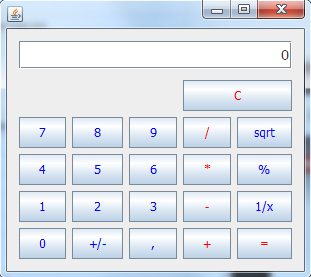 0
C
7 8 9 / sqrt
4 5 6 * %
1 2 3 - 1/x
0 +/- , + =